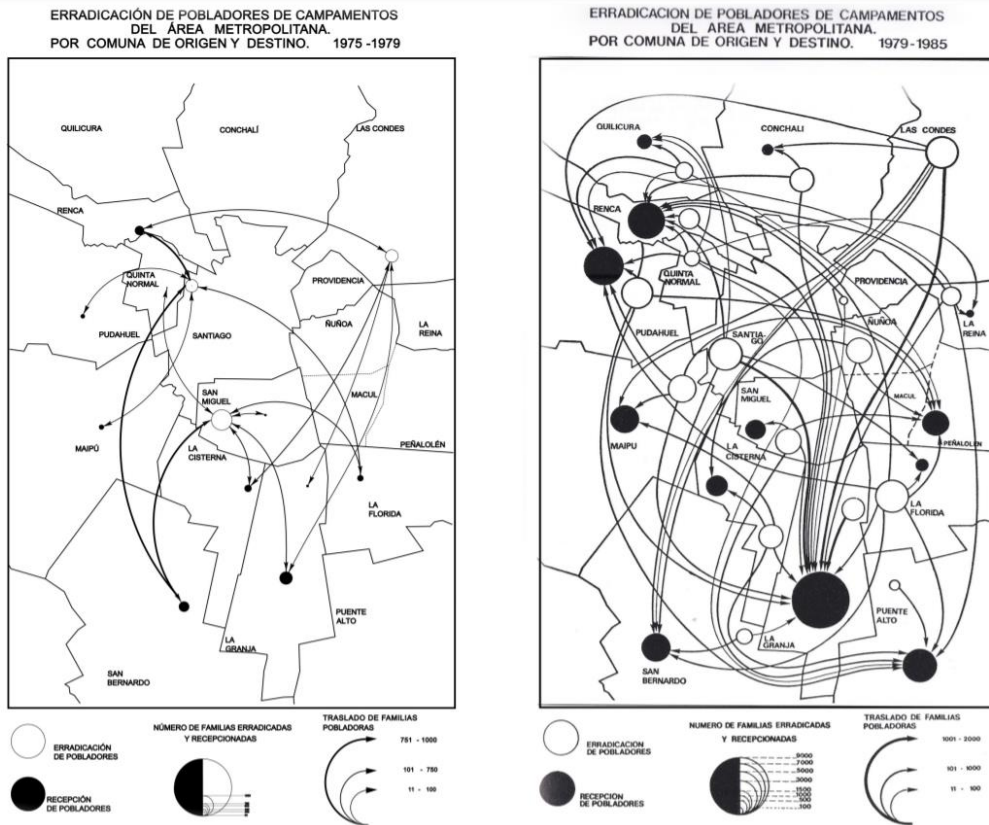 ERRADICACIÓN DE POBLADORES DE CAMPAMENTOS
DEL ÁREA METROPOLITANA.
POR COMUNA DE ORIGEN Y DESTINO. 1975 -1979
QUILICURA
CONCHALÍ
LAS CONDES
RENCA
QUINTA
NORMAL
PROVIDENCIA
PUDAHUEL
SANTIAGO
ÑUÑOA
LA
REINA
SAN
MIGUEL
MACUL
MAIPÚ
LA
CISTERNA
PEÑALOLÉN
LA
FLORIDA
PUENTE
ALTO
LA
GRANJA
SAN
BERNARDO
ERRADICACIÓN
DE POBLADORES
RECEPCIÓN
DE POBLADORES
NÚMERO DE FAMILIAS ERRADICADAS
Y RECEPCIONADAS
TRASLADO DE FAMILIAS
POBLADORAS
751 - 1000
101 - 750
11 - 100
ERRADICACION DE POBLADORES DE CAMPAMENTOS
DEL AREA METROPOLITANA.
POR COMUNA DE ORIGEN Y DESTINO. 1979-1985
QUILICURA
CONCHALI
LAS CONDES
RENCA
QUINTA
NORMAL
PROVIDENCIA
PUDAHUEL
SANTIA-
GO
ÑUÑOA
LA
REINA
SAN
MIGUEL
MACUL
MAIPU
LA
CISTERNA
PEÑALOLEN
LA
FLORIDA
PUENTE
ALTO
LA
GRANJA
SAN
BERNARDO
ERRADICACION
DE POBLADORES
RECEPCION
DE POBLADORES
NUMERO DE FAMILIAS ERRADICADAS
Y RECEPCIONADAS
9000
7000
5000
3000
1500
1000
500
100
TRASLADO DE FAMILIAS
POBLADORAS
1001 - 2000
101 - 1000
11 - 100